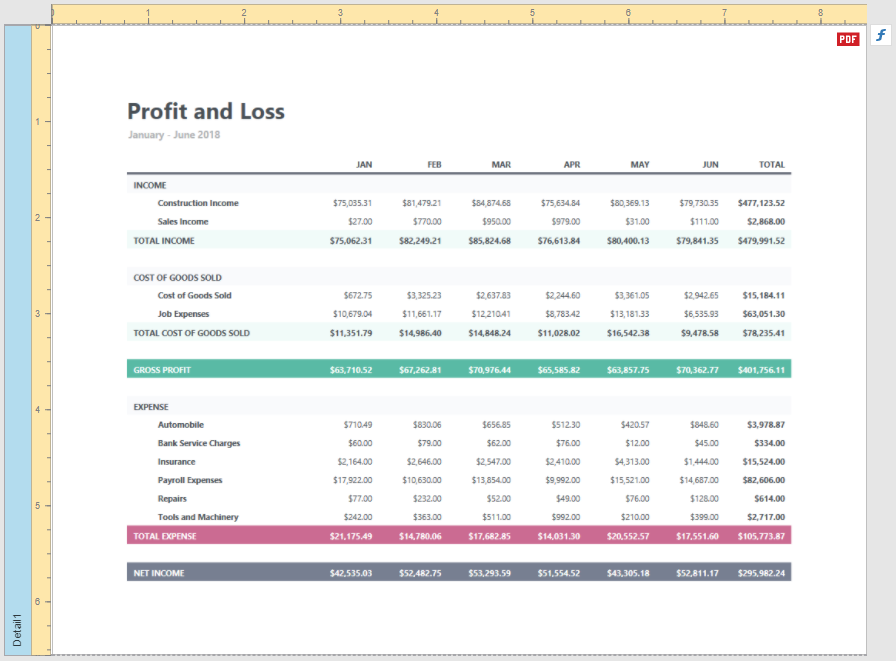 0 1 2 3 4 5 6 7 8
PDF f
Profit and Loss
January - June 2018
JAN FEB MAR APR MAY JUN TOTAL
INCOME
Construction Income $75,035.31 $81,479.21 $84,874.68 $75,634.84 $80,369.13 $79,730.35 $477,123.52
Sales Income $27.00 $770.00 $950.00 $979.00 $31.00 $111.00 $2,868.00
TOTAL INCOME $75,062.31 $82,249.21 $85,824.68 $76,613.84 $80,400.13 $79,841.35 $479,991.52
COST OF GOODS SOLD
Cost of Goods Sold $672.75 $3,325.23 $2,637.83 $2,244.60 $3,361.05 $2,942.65 $15,184.11
Job Expenses $10,679.04 $11,661.17 $12,210.41 $8,783.42 $13,181.33 $6,535.93 $63,051.30
TOTAL COST OF GOODS SOLD $11,351.79 $14,986.40 $14,848.24 $11,028.02 $16,542.38 $9,478.58 $78,235.41
GROSS PROFIT $63,710.52 $67,262.81 $70,976.44 $65,585.82 $63,857.75 $70,362.77 $401,756.11
EXPENSE
Automobile $710.49 $830.06 $656.85 $512.30 $420.57 $848.60 $3,978.87
Bank Service Charges $60.00 $79.00 $62.00 $76.00 $12.00 $45.00 $334.00
Insurance $2,164.00 $2,646.00 $2,547.00 $2,410.00 $4,313.00 $1,444.00 $15,524.00
Payroll Expenses $17,922.00 $10,630.00 $13,854.00 $9,992.00 $15,521.00 $14,687.00 $82,606.00
Repairs $77.00 $232.00 $52.00 $49.00 $76.00 $128.00 $614.00
Tools and Machinery $242.00 $363.00 $511.00 $992.00 $210.00 $399.00 $2,717.00
TOTAL EXPENSE $21,175.49 $14,780.06 $17,682.85 $14,031.30 $20,552.57 $17,551.60 $105,773.87
NET INCOME $42,535.03 $52,482.75 $53,293.59 $51,554.52 $43,305.18 $52,811.17 $295,982.24
0
1
2
3
4
5
6
Detail1